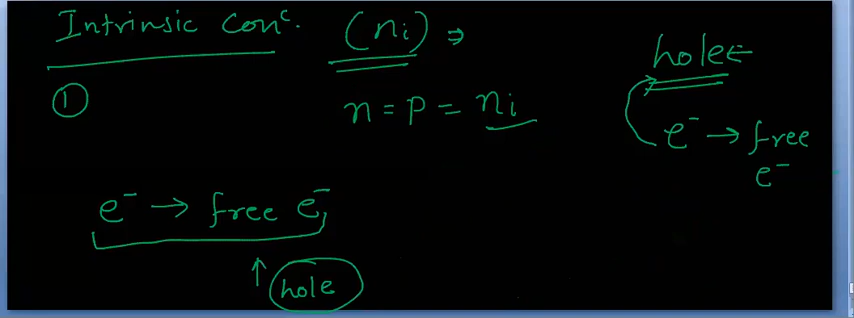 Intrinsic Conc. (ni) ⇒
①
n = p = ni
hole
e⁻ → free
e⁻
e⁻ → free e⁻
↑
hole